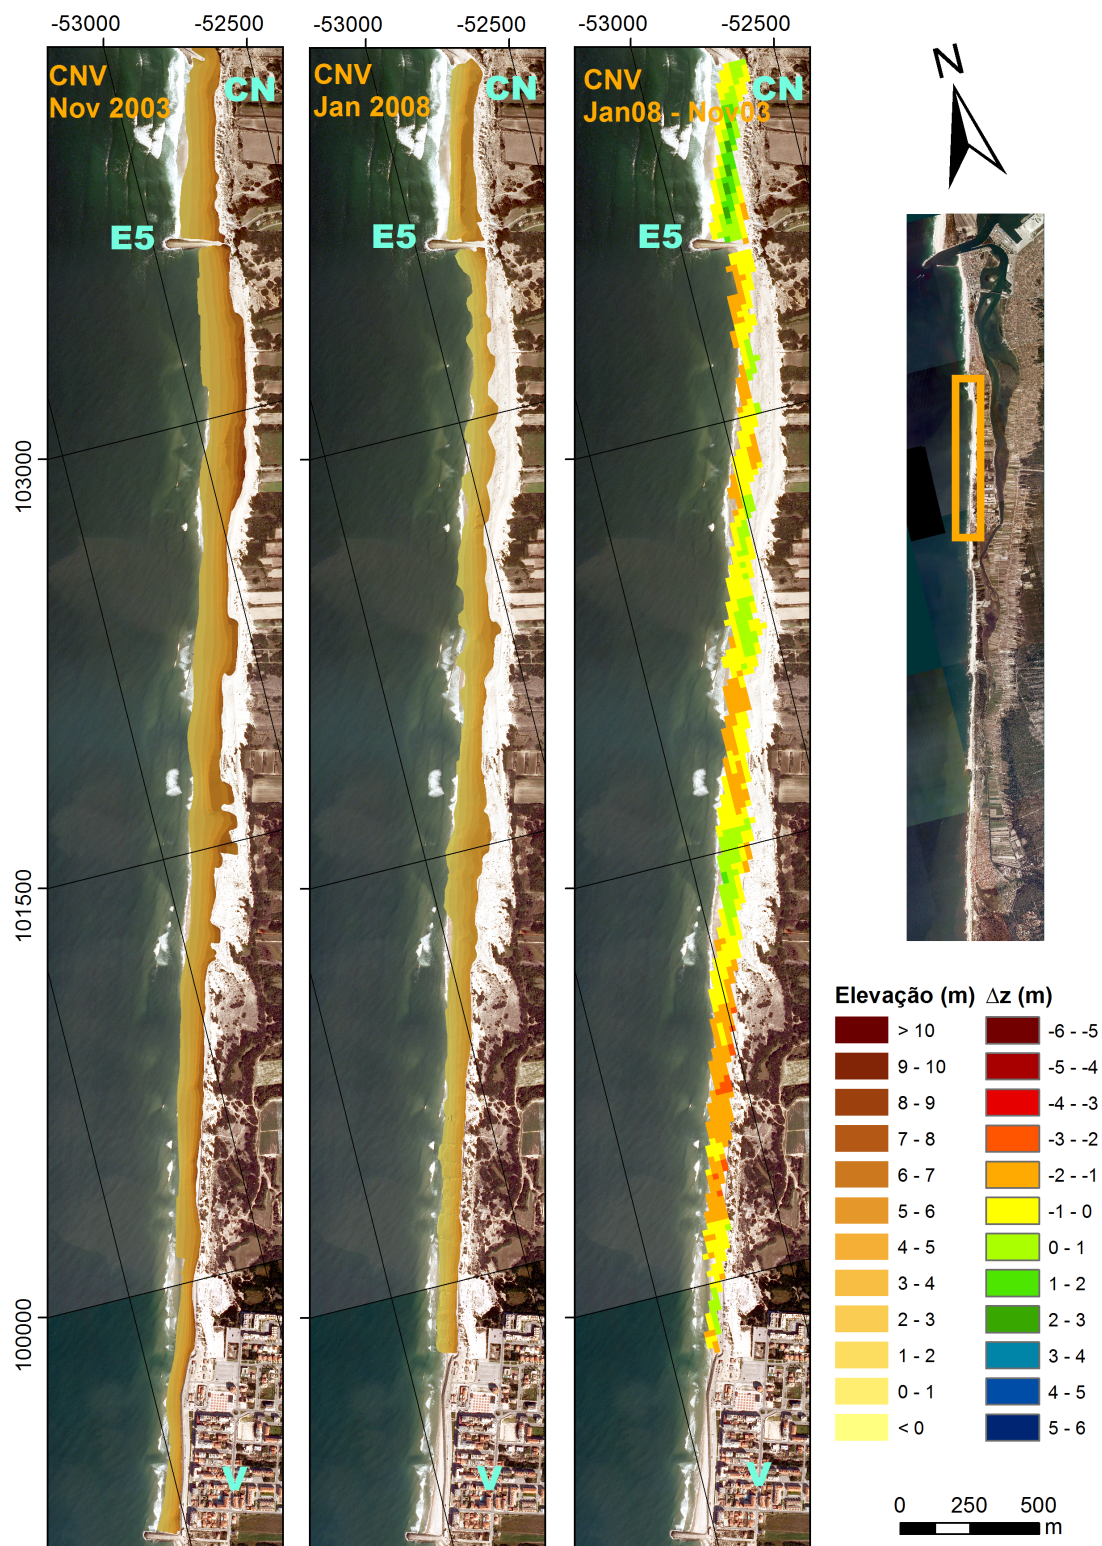 -53000 -52500 -53000 -52500 -53000 -52500
CNV
Nov 2003
CN
CNV
Jan 2008
CN
CNV
Jan08 - Nov03
CN
N
E5
E5
E5
103000
101500
100000
V
V
V
Elevação (m)
> 10
9 - 10
8 - 9
7 - 8
6 - 7
5 - 6
4 - 5
3 - 4
2 - 3
1 - 2
0 - 1
< 0
Δz (m)
-6 - -5
-5 - -4
-4 - -3
-3 - -2
-2 - -1
-1 - 0
0 - 1
1 - 2
2 - 3
3 - 4
4 - 5
5 - 6
0 250 500
m